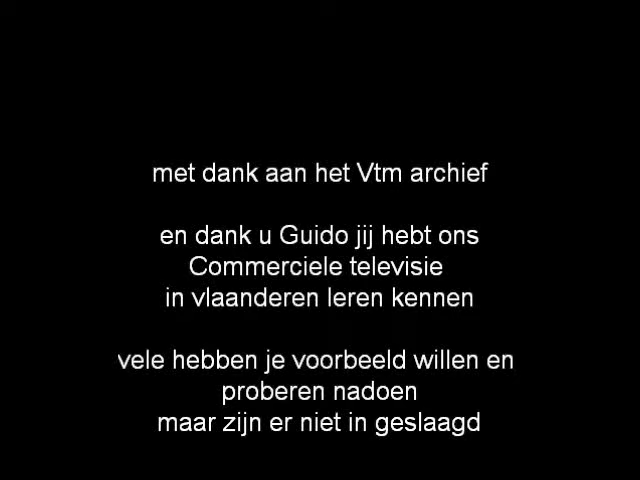 met dank aan het Vtm archief
en dank u Guido jij hebt ons
Commerciele televisie
in vlaanderen leren kennen
vele hebben je voorbeeld willen en
proberen nadoen
maar zijn er niet in geslaagd